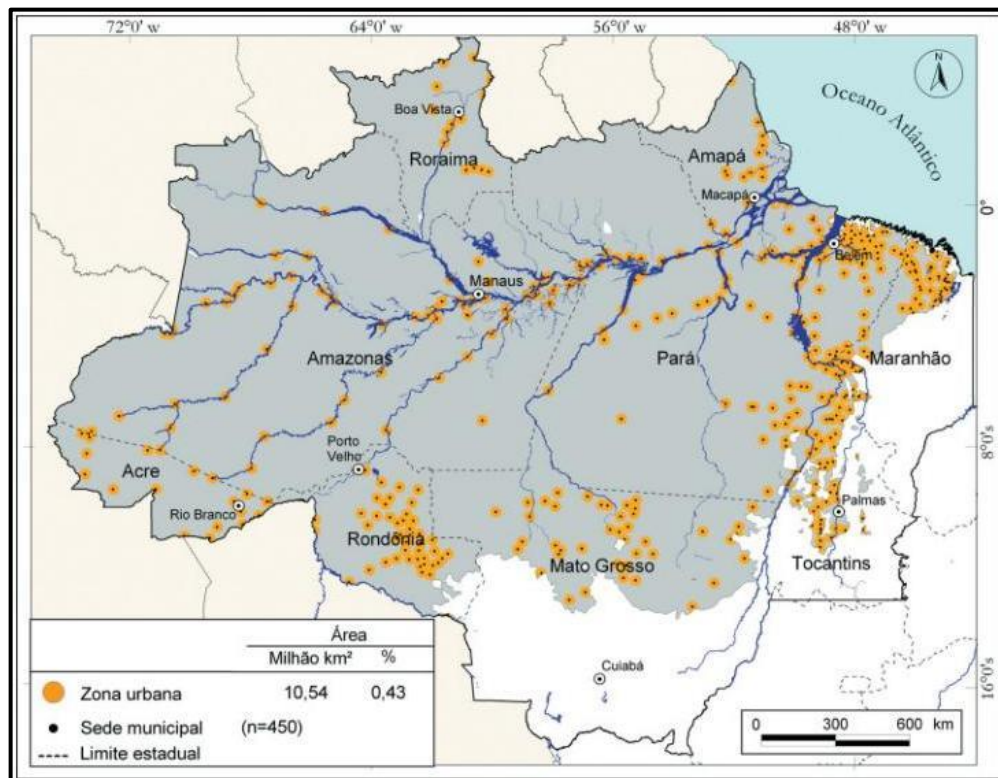 72°0' w 64°0' w 56°0' w 48°0' w
N
Oceano Atlántico
Boa Vista
Roraima
Amapá
Macapá
0°
Belém
Manaus
Amazonas
Pará
Maranhão
Porto
Velho
8°0's
Acre
Rio Branco
Palmas
Rondônia
Mato Grosso
Tocantins
Cuiabá
16°0's
Área
Milhão km² %
Zona urbana 10,54 0,43
Sede municipal (n=450)
Limite estadual
0 300 600 km